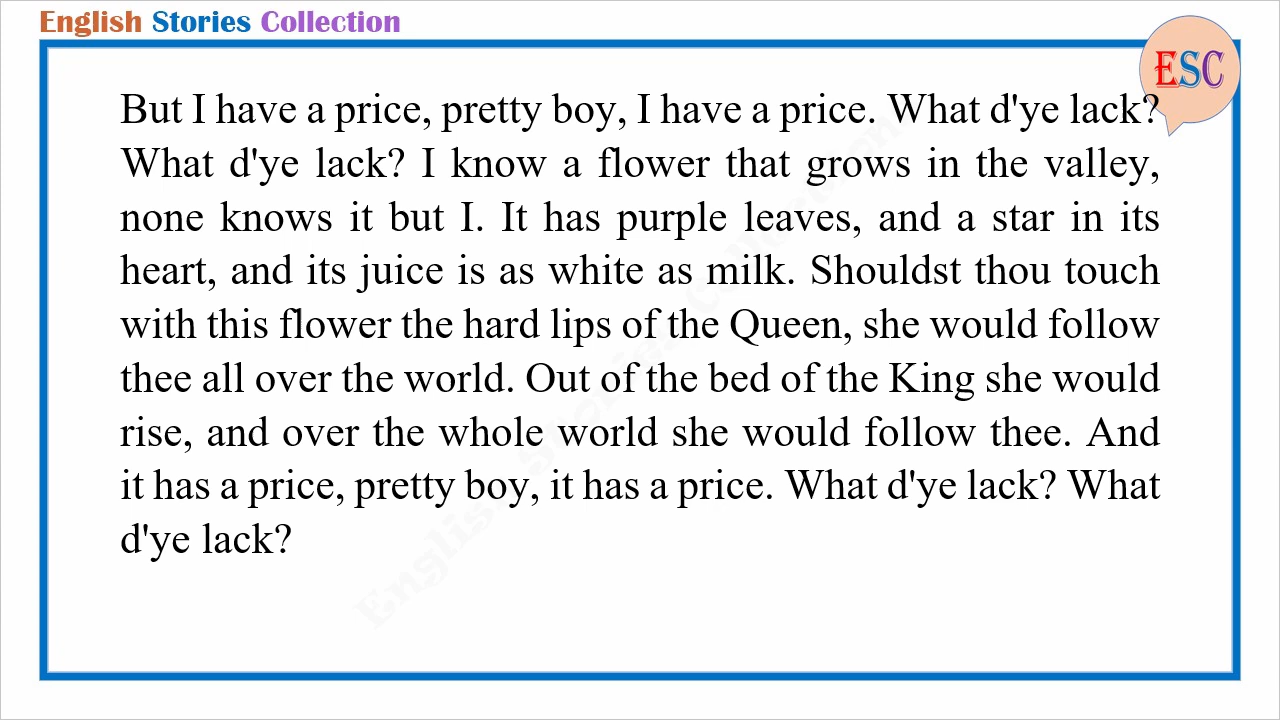 English Stories Collection
ESC
But I have a price, pretty boy, I have a price. What d'ye lack?
What d'ye lack? I know a flower that grows in the valley,
none knows it but I. It has purple leaves, and a star in its
heart, and its juice is as white as milk. Shouldst thou touch
with this flower the hard lips of the Queen, she would follow
thee all over the world. Out of the bed of the King she would
rise, and over the whole world she would follow thee. And
it has a price, pretty boy, it has a price. What d'ye lack? What
d'ye lack?
English Stories Collection